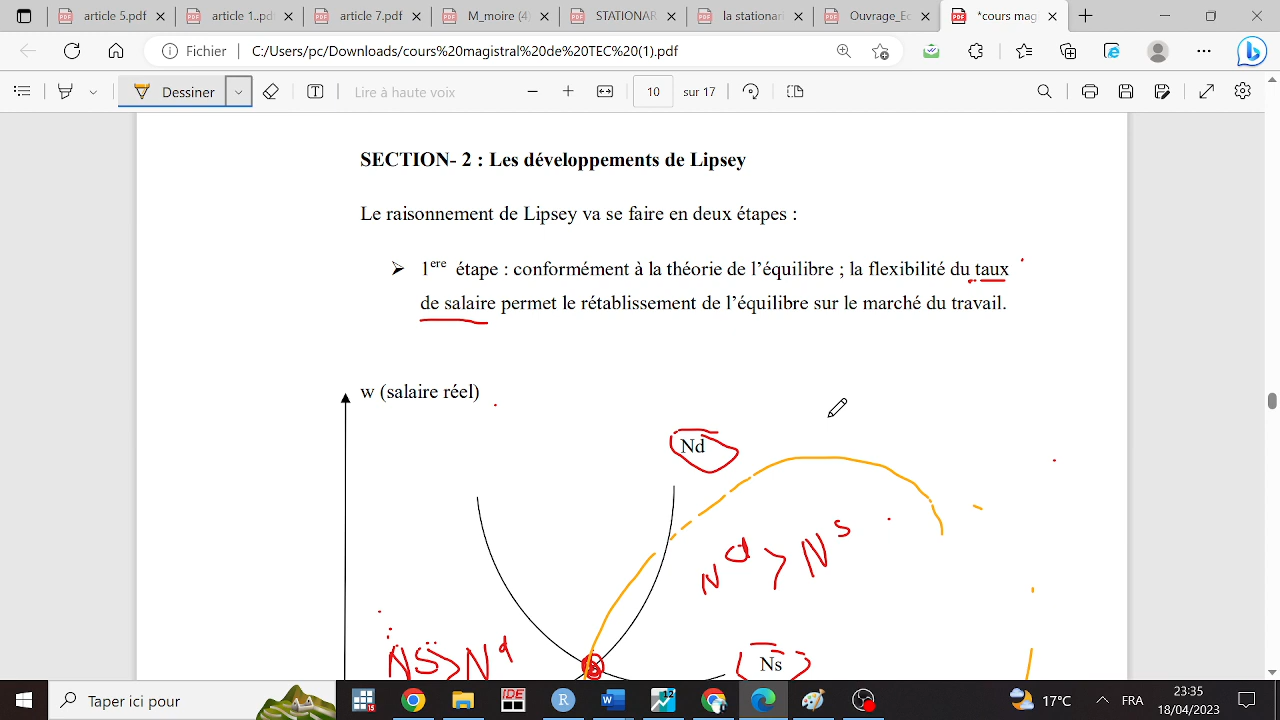 article 5.pdf
article 1..pdf
article 7.pdf
M_moire (4)
STATIONAR
la stationar
Ouvrage_Ec
*cours mag
Fichier
C:/Users/pc/Downloads/cours%20magistral%20de%20TEC%20(1).pdf
Dessiner
Lire à haute voix
10
sur 17
SECTION- 2 : Les développements de Lipsey
Le raisonnement de Lipsey va se faire en deux étapes :
1ere étape : conformément à la théorie de l'équilibre ; la flexibilité du taux
de salaire permet le rétablissement de l'équilibre sur le marché du travail.
w (salaire réel)
Nd
Nd > Ns
NS > Nd
Ns
Taper ici pour
15
IDE
R
12
17°C
FRA
23:35
18/04/2023